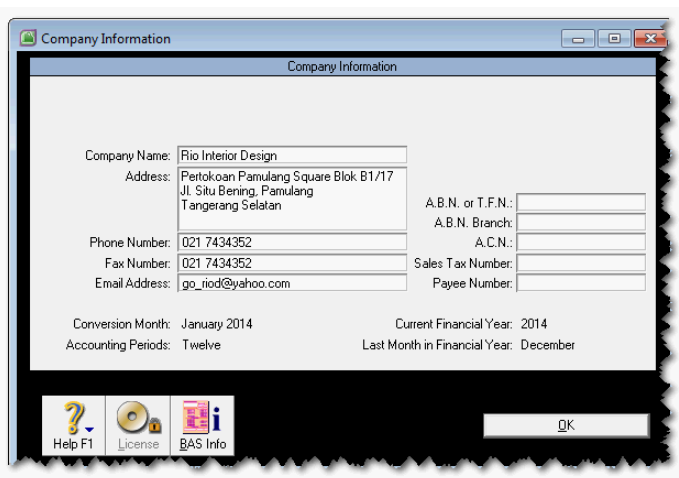 Company Information
Company Information
Company Name: Rio Interior Design
Address: Pertokoan Pamulang Square Blok B1/17
Jl. Situ Bening, Pamulang
Tangerang Selatan
A.B.N. or T.F.N.:
A.B.N. Branch:
Phone Number: 021 7434352 A.C.N.:
Fax Number: 021 7434352 Sales Tax Number:
Email Address: go_riod@yahoo.com Payee Number:
Conversion Month: January 2014 Current Financial Year: 2014
Accounting Periods: Twelve Last Month in Financial Year: December
Help F1 License BAS Info OK